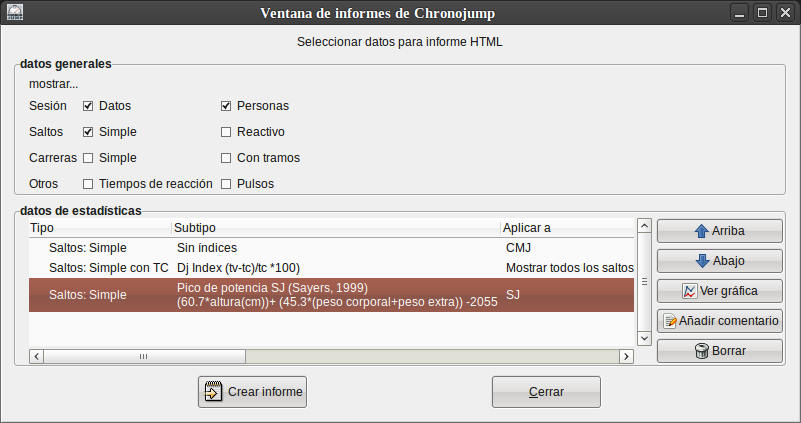 Ventana de informes de Chronojump
Seleccionar datos para informe HTML
datos generales
mostrar...
Sesión Datos Personas
Saltos Simple Reactivo
Carreras Simple Con tramos
Otros Tiempos de reacción Pulsos
datos de estadísticas
Tipo Subtipo Aplicar a
Saltos: Simple Sin índices CMJ
Saltos: Simple con TC Dj Index (tv-tc)/tc *100) Mostrar todos los saltos
Saltos: Simple Pico de potencia SJ (Sayers, 1999)
(60.7*altura(cm))+ (45.3*(peso corporal+peso extra)) -2055 SJ
Arriba
Abajo
Ver gráfica
Añadir comentario
Borrar
Crear informe Cerrar